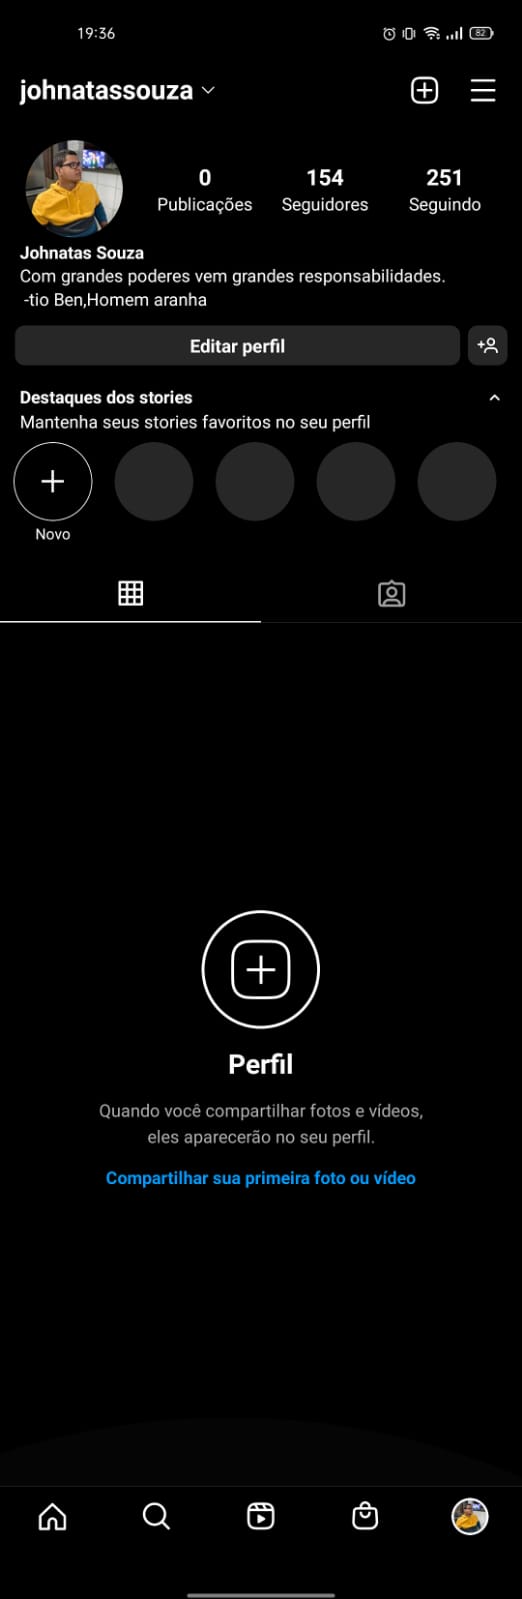 19:36
82
johnatassouza
0 154 251
Publicações Seguidores Seguindo
Johnatas Souza
Com grandes poderes vem grandes responsabilidades.
-tio Ben,Homem aranha
Editar perfil
Destaques dos stories
Mantenha seus stories favoritos no seu perfil
Novo
Perfil
Quando você compartilhar fotos e vídeos,
eles aparecerão no seu perfil.
Compartilhar sua primeira foto ou vídeo